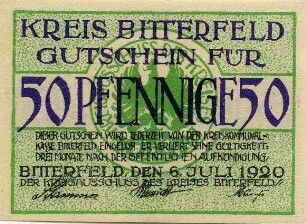 KREIS BITTERFELD
GUTSCHEIN FÜR
50 PFENNIGE 50
DIESER GUTSCHEIN WIRD JEDERZEIT VON DER KREISKOMMUNAL-
KASSE BITTERFELD EINGELÖST. ER VERLIERT SEINE GÜLTIGKEIT
DREI MONATE NACH DER ÖFFENTLICHEN AUFKÜNDIGUNG.
BITTERFELD, DEN 6. JULI 1920
DER KREISAUSSCHUSS DES KREISES BITTERFELD